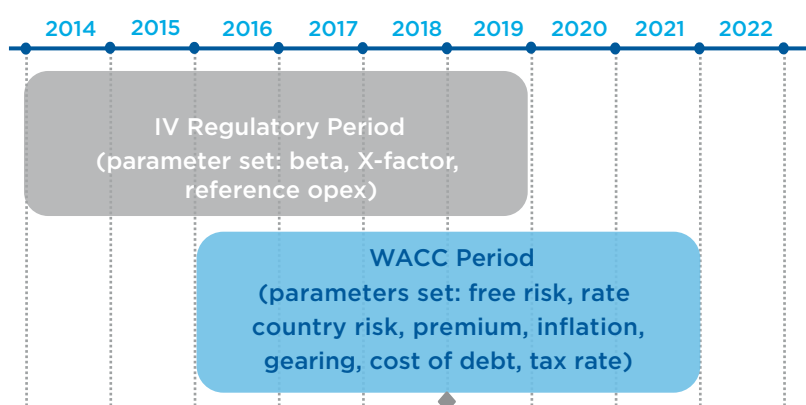 2014 2015 2016 2017 2018 2019 2020 2021 2022
IV Regulatory Period
(parameter set: beta, X-factor,
reference opex)
WACC Period
(parameters set: free risk, rate
country risk, premium, inflation,
gearing, cost of debt, tax rate)